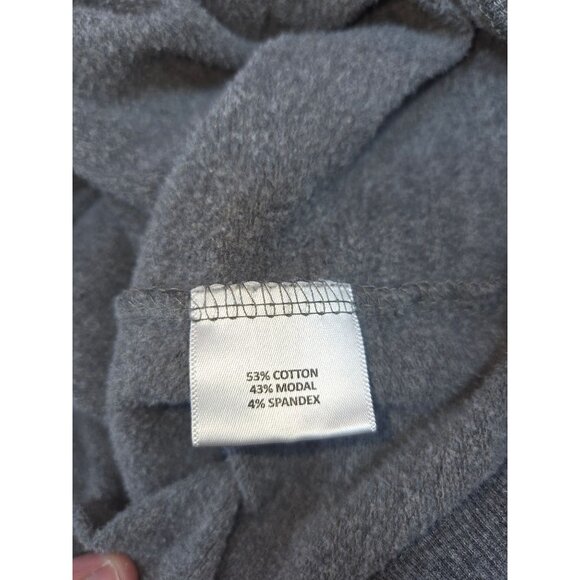 53% COTTON
43% MODAL
4% SPANDEX